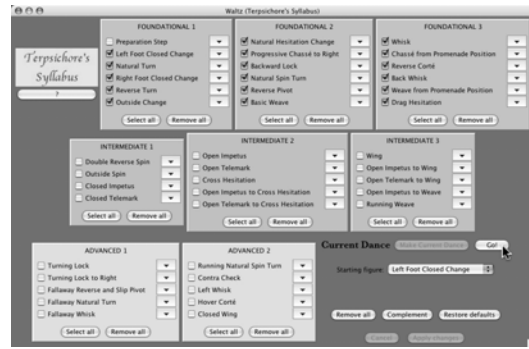 Waltz (Terpsichore's Syllabus)
Terpsichore's
Syllabus
?
FOUNDATIONAL 1
Preparation Step
Left Foot Closed Change
Natural Turn
Right Foot Closed Change
Reverse Turn
Outside Change
Select all Remove all
FOUNDATIONAL 2
Natural Hesitation Change
Progressive Chassé to Right
Backward Lock
Natural Spin Turn
Reverse Pivot
Basic Weave
Select all Remove all
FOUNDATIONAL 3
Whisk
Chassé from Promenade Position
Reverse Corté
Back Whisk
Weave from Promenade Position
Drag Hesitation
Select all Remove all
INTERMEDIATE 1
Double Reverse Spin
Outside Spin
Closed Impetus
Closed Telemark
Select all Remove all
INTERMEDIATE 2
Open Impetus
Open Telemark
Cross Hesitation
Open Impetus to Cross Hesitation
Open Telemark to Cross Hesitation
Select all Remove all
INTERMEDIATE 3
Wing
Open Impetus to Wing
Open Telemark to Wing
Open Impetus to Weave
Running Weave
Select all Remove all
ADVANCED 1
Turning Lock
Turning Lock to Right
Fallaway Reverse and Slip Pivot
Fallaway Natural Turn
Fallaway Whisk
Select all Remove all
ADVANCED 2
Running Natural Spin Turn
Contra Check
Left Whisk
Hover Corté
Closed Wing
Select all Remove all
Current Dance Make Current Dance Go!
Starting figure: Left Foot Closed Change
Remove all Complement Restore defaults
Cancel Apply changes